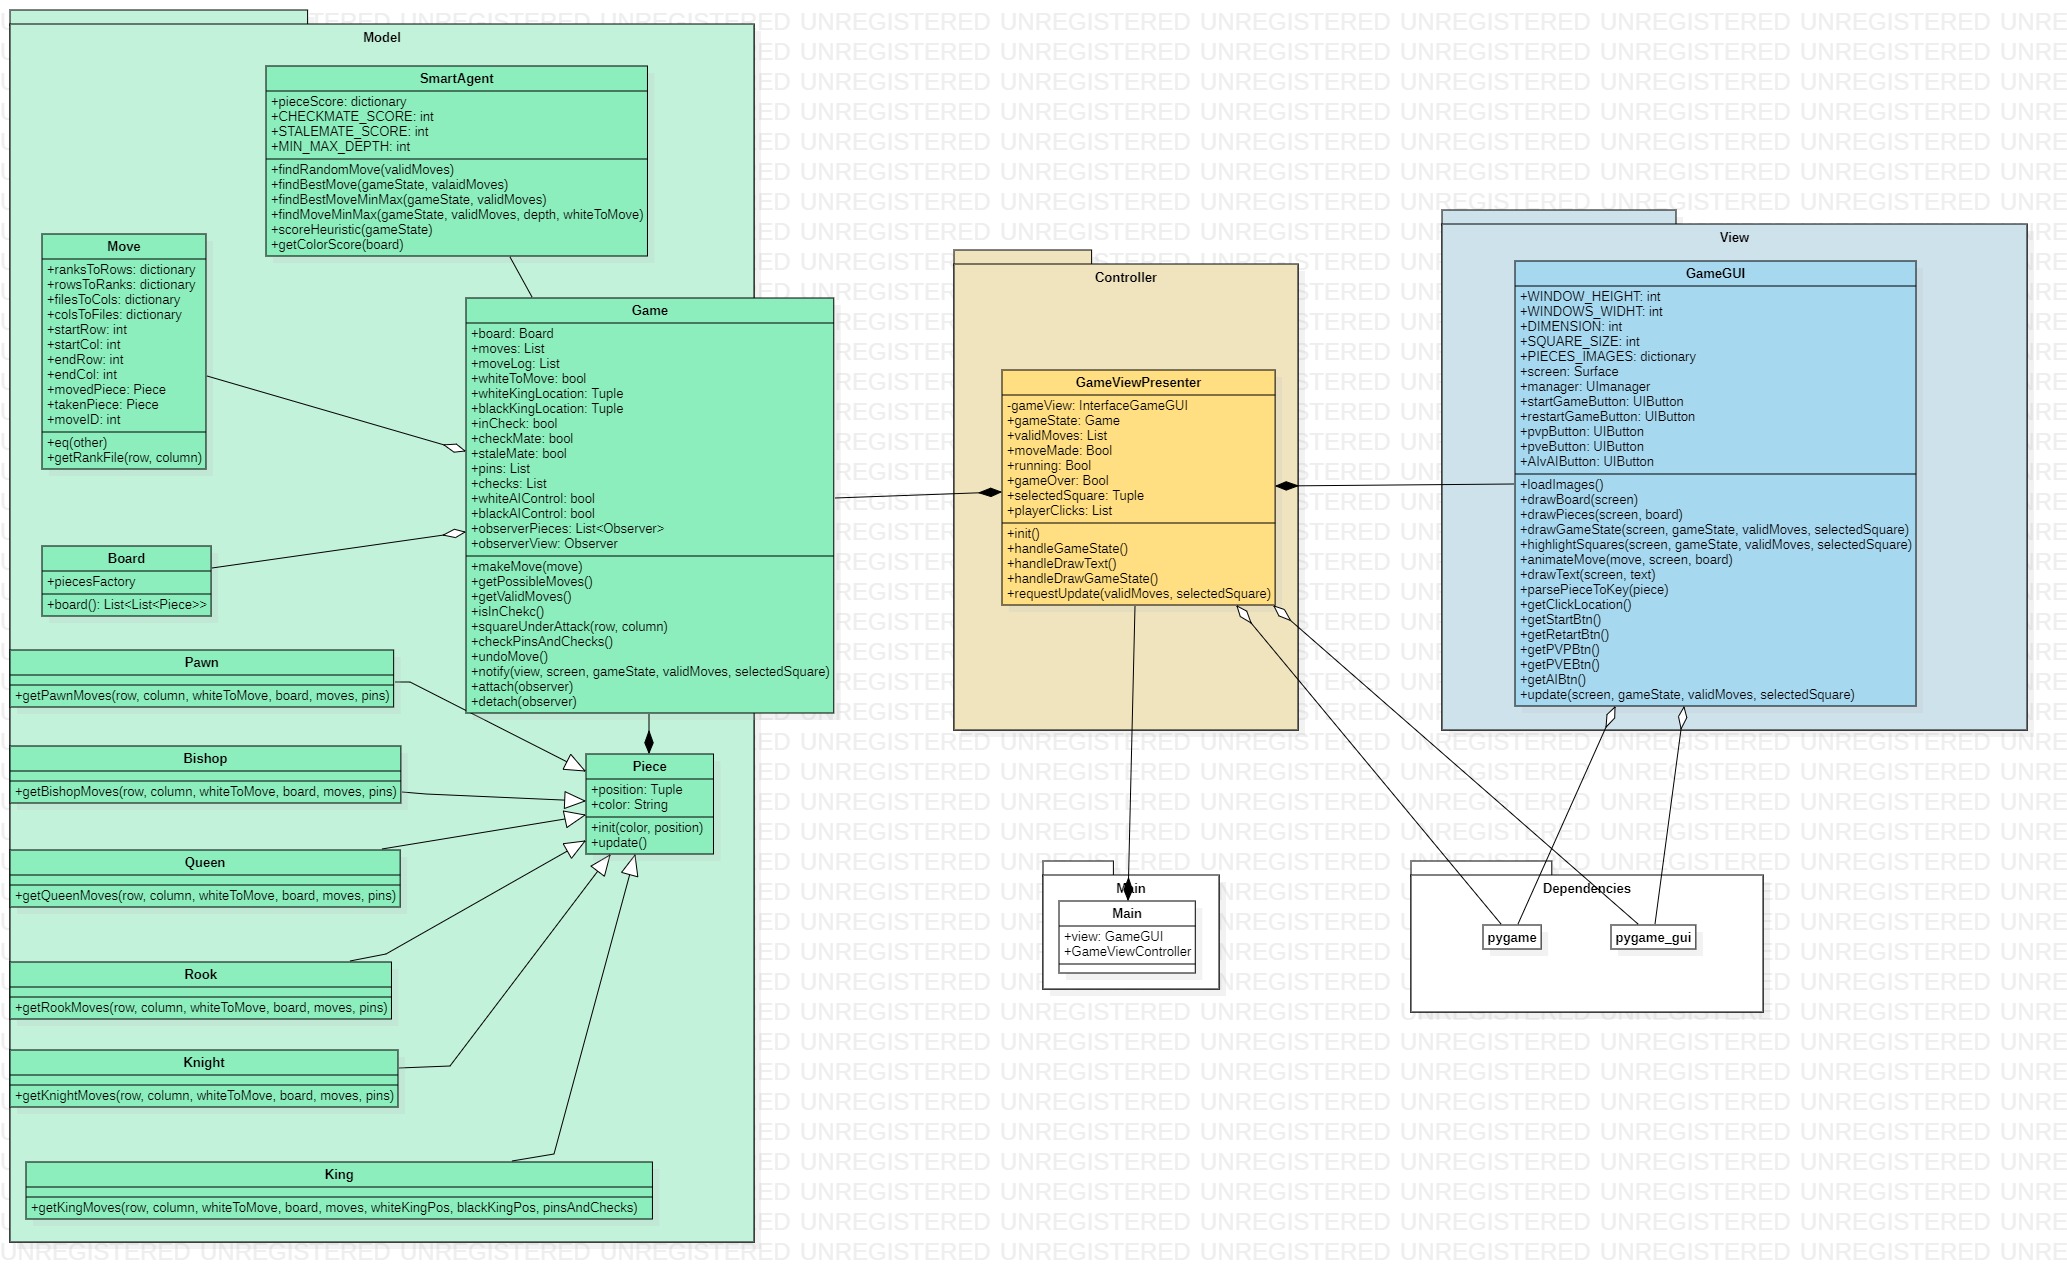 Model
SmartAgent
+pieceScore: dictionary
+CHECKMATE_SCORE: int
+STALEMATE_SCORE: int
+MIN_MAX_DEPTH: int
+findRandomMove(validMoves)
+findBestMove(gameState, valaidMoves)
+findBestMoveMinMax(gameState, validMoves)
+findMoveMinMax(gameState, validMoves, depth, whiteToMove)
+scoreHeuristic(gameState)
+getColorScore(board)
Move
+ranksToRows: dictionary
+rowsToRanks: dictionary
+filesToCols: dictionary
+colsToFiles: dictionary
+startRow: int
+startCol: int
+endRow: int
+endCol: int
+movedPiece: Piece
+takenPiece: Piece
+moveID: int
+eq(other)
+getRankFile(row, column)
Game
+board: Board
+moves: List
+moveLog: List
+whiteToMove: bool
+whiteKingLocation: Tuple
+blackKingLocation: Tuple
+inCheck: bool
+checkMate: bool
+staleMate: bool
+pins: List
+checks: List
+whiteAIControl: bool
+blackAIControl: bool
+observerPieces: List<Observer>
+observerView: Observer
+makeMove(move)
+getPossibleMoves()
+getValidMoves()
+isInChekc()
+squareUnderAttack(row, column)
+checkPinsAndChecks()
+undoMove()
+notify(view, screen, gameState, validMoves, selectedSquare)
+attach(observer)
+detach(observer)
Board
+piecesFactory
+board(): List<List<Piece>>
Pawn
+getPawnMoves(row, column, whiteToMove, board, moves, pins)
Bishop
+getBishopMoves(row, column, whiteToMove, board, moves, pins)
Piece
+position: Tuple
+color: String
+init(color, position)
+update()
Queen
+getQueenMoves(row, column, whiteToMove, board, moves, pins)
Rook
+getRookMoves(row, column, whiteToMove, board, moves, pins)
Knight
+getKnightMoves(row, column, whiteToMove, board, moves, pins)
King
+getKingMoves(row, column, whiteToMove, board, moves, whiteKingPos, blackKingPos, pinsAndChecks)
Controller
GameViewPresenter
-gameView: InterfaceGameGUI
+gameState: Game
+validMoves: List
+moveMade: Bool
+running: Bool
+gameOver: Bool
+selectedSquare: Tuple
+playerClicks: List
+init()
+handleGameState()
+handleDrawText()
+handleDrawGameState()
+requestUpdate(validMoves, selectedSquare)
View
GameGUI
+WINDOW_HEIGHT: int
+WINDOWS_WIDHT: int
+DIMENSION: int
+SQUARE_SIZE: int
+PIECES_IMAGES: dictionary
+screen: Surface
+manager: UImanager
+startGameButton: UIButton
+restartGameButton: UIButton
+pvpButton: UIButton
+pveButton: UIButton
+AIvAIButton: UIButton
+loadImages()
+drawBoard(screen)
+drawPieces(screen, board)
+drawGameState(screen, gameState, validMoves, selectedSquare)
+highlightSquares(screen, gameState, validMoves, selectedSquare)
+animateMove(move, screen, board)
+drawText(screen, text)
+parsePieceToKey(piece)
+getClickLocation()
+getStartBtn()
+getRetartBtn()
+getPVPBtn()
+getPVEBtn()
+getAIBtn()
+update(screen, gameState, validMoves, selectedSquare)
Main
Main
+view: GameGUI
+GameViewController
Dependencies
pygame
pygame_gui
UNREGISTERED